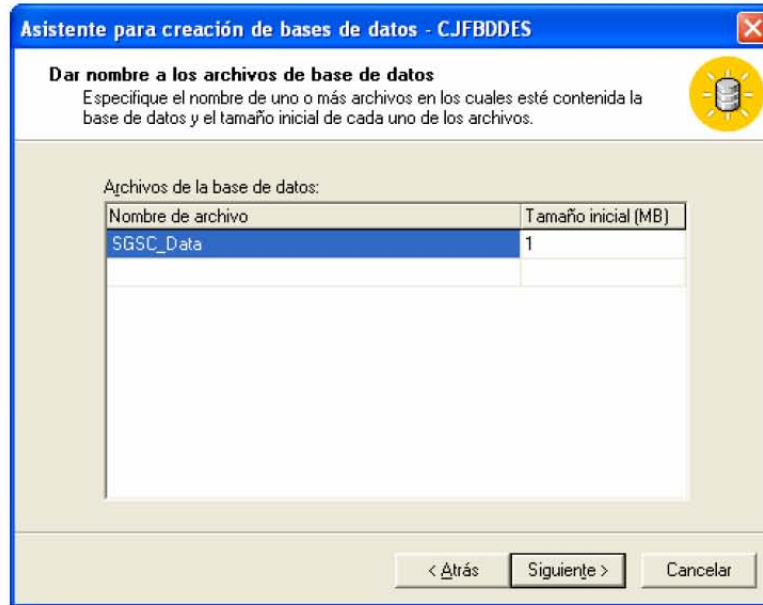 Asistente para creación de bases de datos - CJFBDDES
Dar nombre a los archivos de base de datos
Especifique el nombre de uno o más archivos en los cuales esté contenida la
base de datos y el tamaño inicial de cada uno de los archivos.
Archivos de la base de datos:
Nombre de archivo Tamaño inicial (MB)
SGSC_Data 1
< Atrás Siguiente > Cancelar